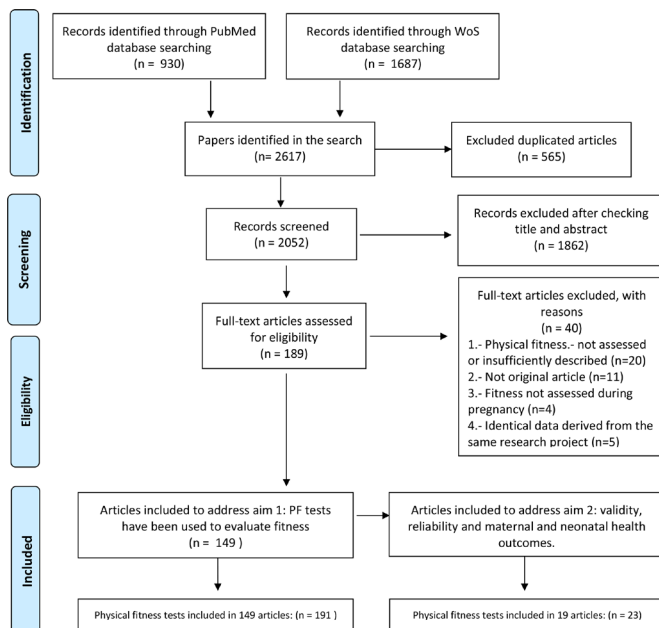 Identification
Records identified through PubMed
database searching
(n = 930)
Records identified through WoS
database searching
(n = 1687)
Papers identified in the search
(n= 2617)
Excluded duplicated articles
(n = 565)
Screening
Records screened
(n = 2052)
Records excluded after checking
title and abstract
(n = 1862)
Eligibility
Full-text articles assessed
for eligibility
(n = 189)
Full-text articles excluded, with
reasons
(n = 40)
1.- Physical fitness.- not assessed
or insufficiently described (n=20)
2.- Not original article (n=11)
3.- Fitness not assessed during
pregnancy (n=4)
4.- Identical data derived from the
same research project (n=5)
Included
Articles included to address aim 1: PF tests
have been used to evaluate fitness
(n = 149 )
Articles included to address aim 2: validity,
reliability and maternal and neonatal health
outcomes.
Physical fitness tests included in 149 articles: (n = 191 )
Physical fitness tests included in 19 articles: (n = 23)